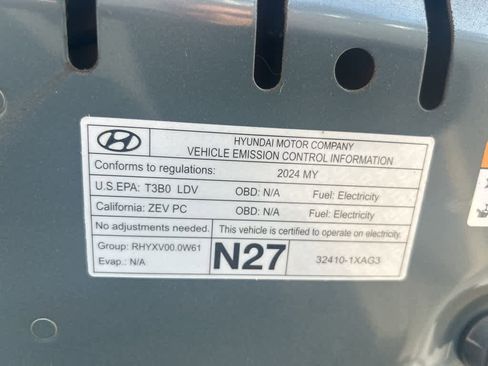 HYUNDAI MOTOR COMPANY
VEHICLE EMISSION CONTROL INFORMATION
Conforms to regulations: 2024 MY
U.S.EPA: T3B0 LDV OBD: N/A Fuel: Electricity
California: ZEV PC OBD: N/A Fuel: Electricity
No adjustments needed. This vehicle is certified to operate on electricity.
Group: RHYXV00.0W61
Evap.: N/A
N27
32410-1XAG3